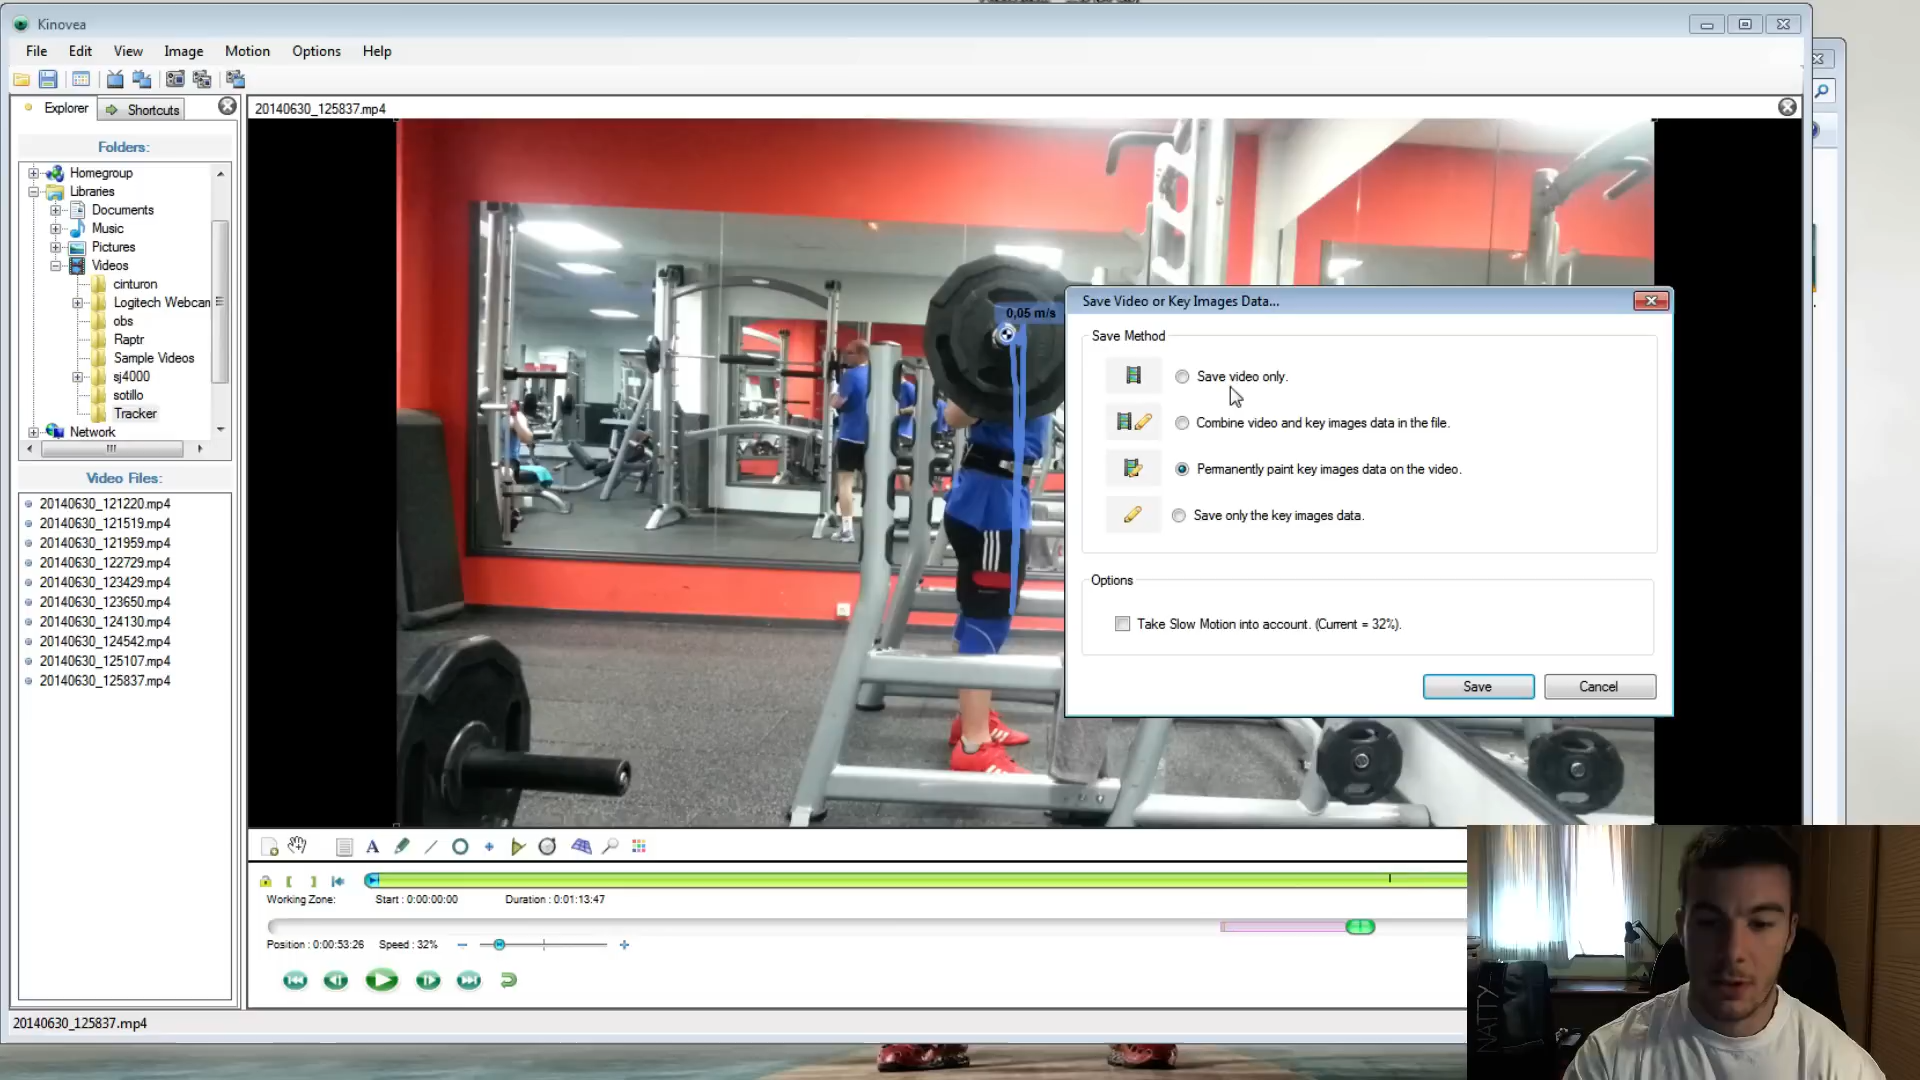 Kinovea
File Edit View Image Motion Options Help
Explorer Shortcuts
20140630_125837.mp4
Folders:
Homegroup
Libraries
Documents
Music
Pictures
Videos
cinturon
Logitech Webcan
obs
Raptr
Sample Videos
sj4000
sotillo
Tracker
Network
Video Files:
20140630_121220.mp4
20140630_121519.mp4
20140630_121959.mp4
20140630_122729.mp4
20140630_123429.mp4
20140630_123650.mp4
20140630_124130.mp4
20140630_124542.mp4
20140630_125107.mp4
20140630_125837.mp4
0,05 m/s
Save Video or Key Images Data...
Save Method
Save video only.
Combine video and key images data in the file.
Permanently paint key images data on the video.
Save only the key images data.
Options
Take Slow Motion into account. (Current = 32%).
Save Cancel
Working Zone: Start : 0:00:00:00 Duration : 0:01:13:47
Position : 0:00:53:26 Speed : 32%
20140630_125837.mp4
NATTY